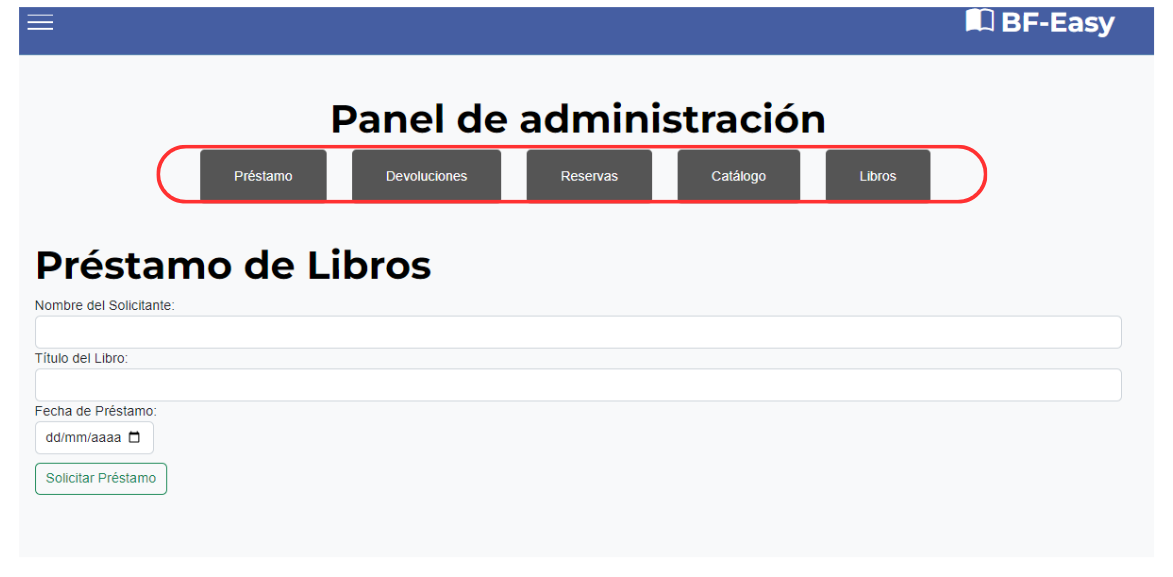 BF-Easy
Panel de administración
Préstamo Devoluciones Reservas Catálogo Libros
Préstamo de Libros
Nombre del Solicitante:
Título del Libro:
Fecha de Préstamo:
dd/mm/aaaa
Solicitar Préstamo